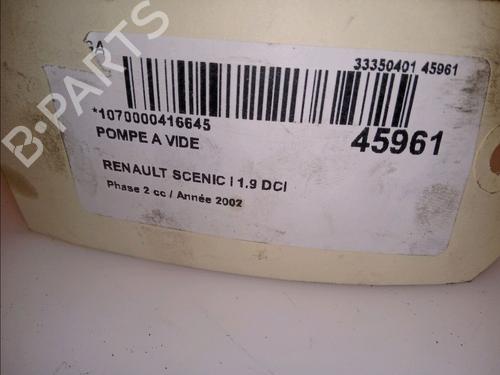 GA
33350401 45961
*1070000416645
45961
POMPE A VIDE
RENAULT SCENIC I 1.9 DCI
Phase 2 cc / Année 2002
B-PARTS